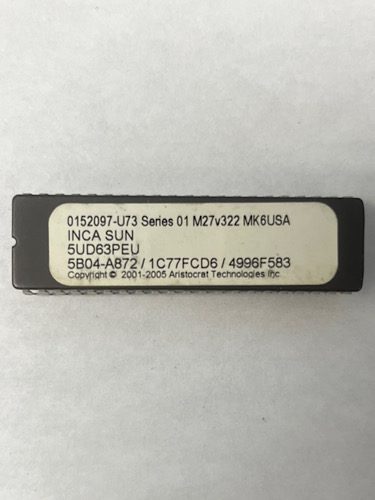 0152097-U73 Series 01 M27v322 MK6USA
INCA SUN
5UD63PEU
5B04-A872 / 1C77FCD6 / 4996F583
Copyright © 2001-2005 Aristocrat Technologies Inc